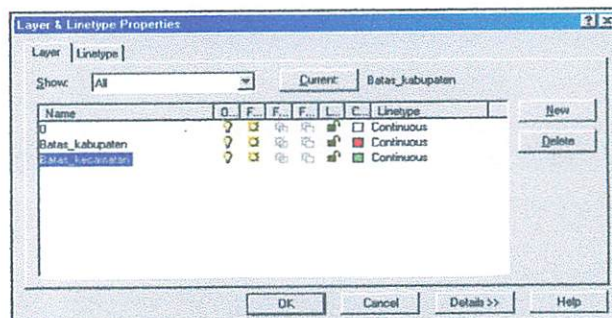 Layer & Linetype Properties
Layer Linetype
Show: All Current: Batas_kabupaten
Name O... F... F... F... L... C... Linetype
0 Continuous
Batas_kabupaten Continuous
Batas_kecamatan Continuous
New
Delete
OK Cancel Details >> Help